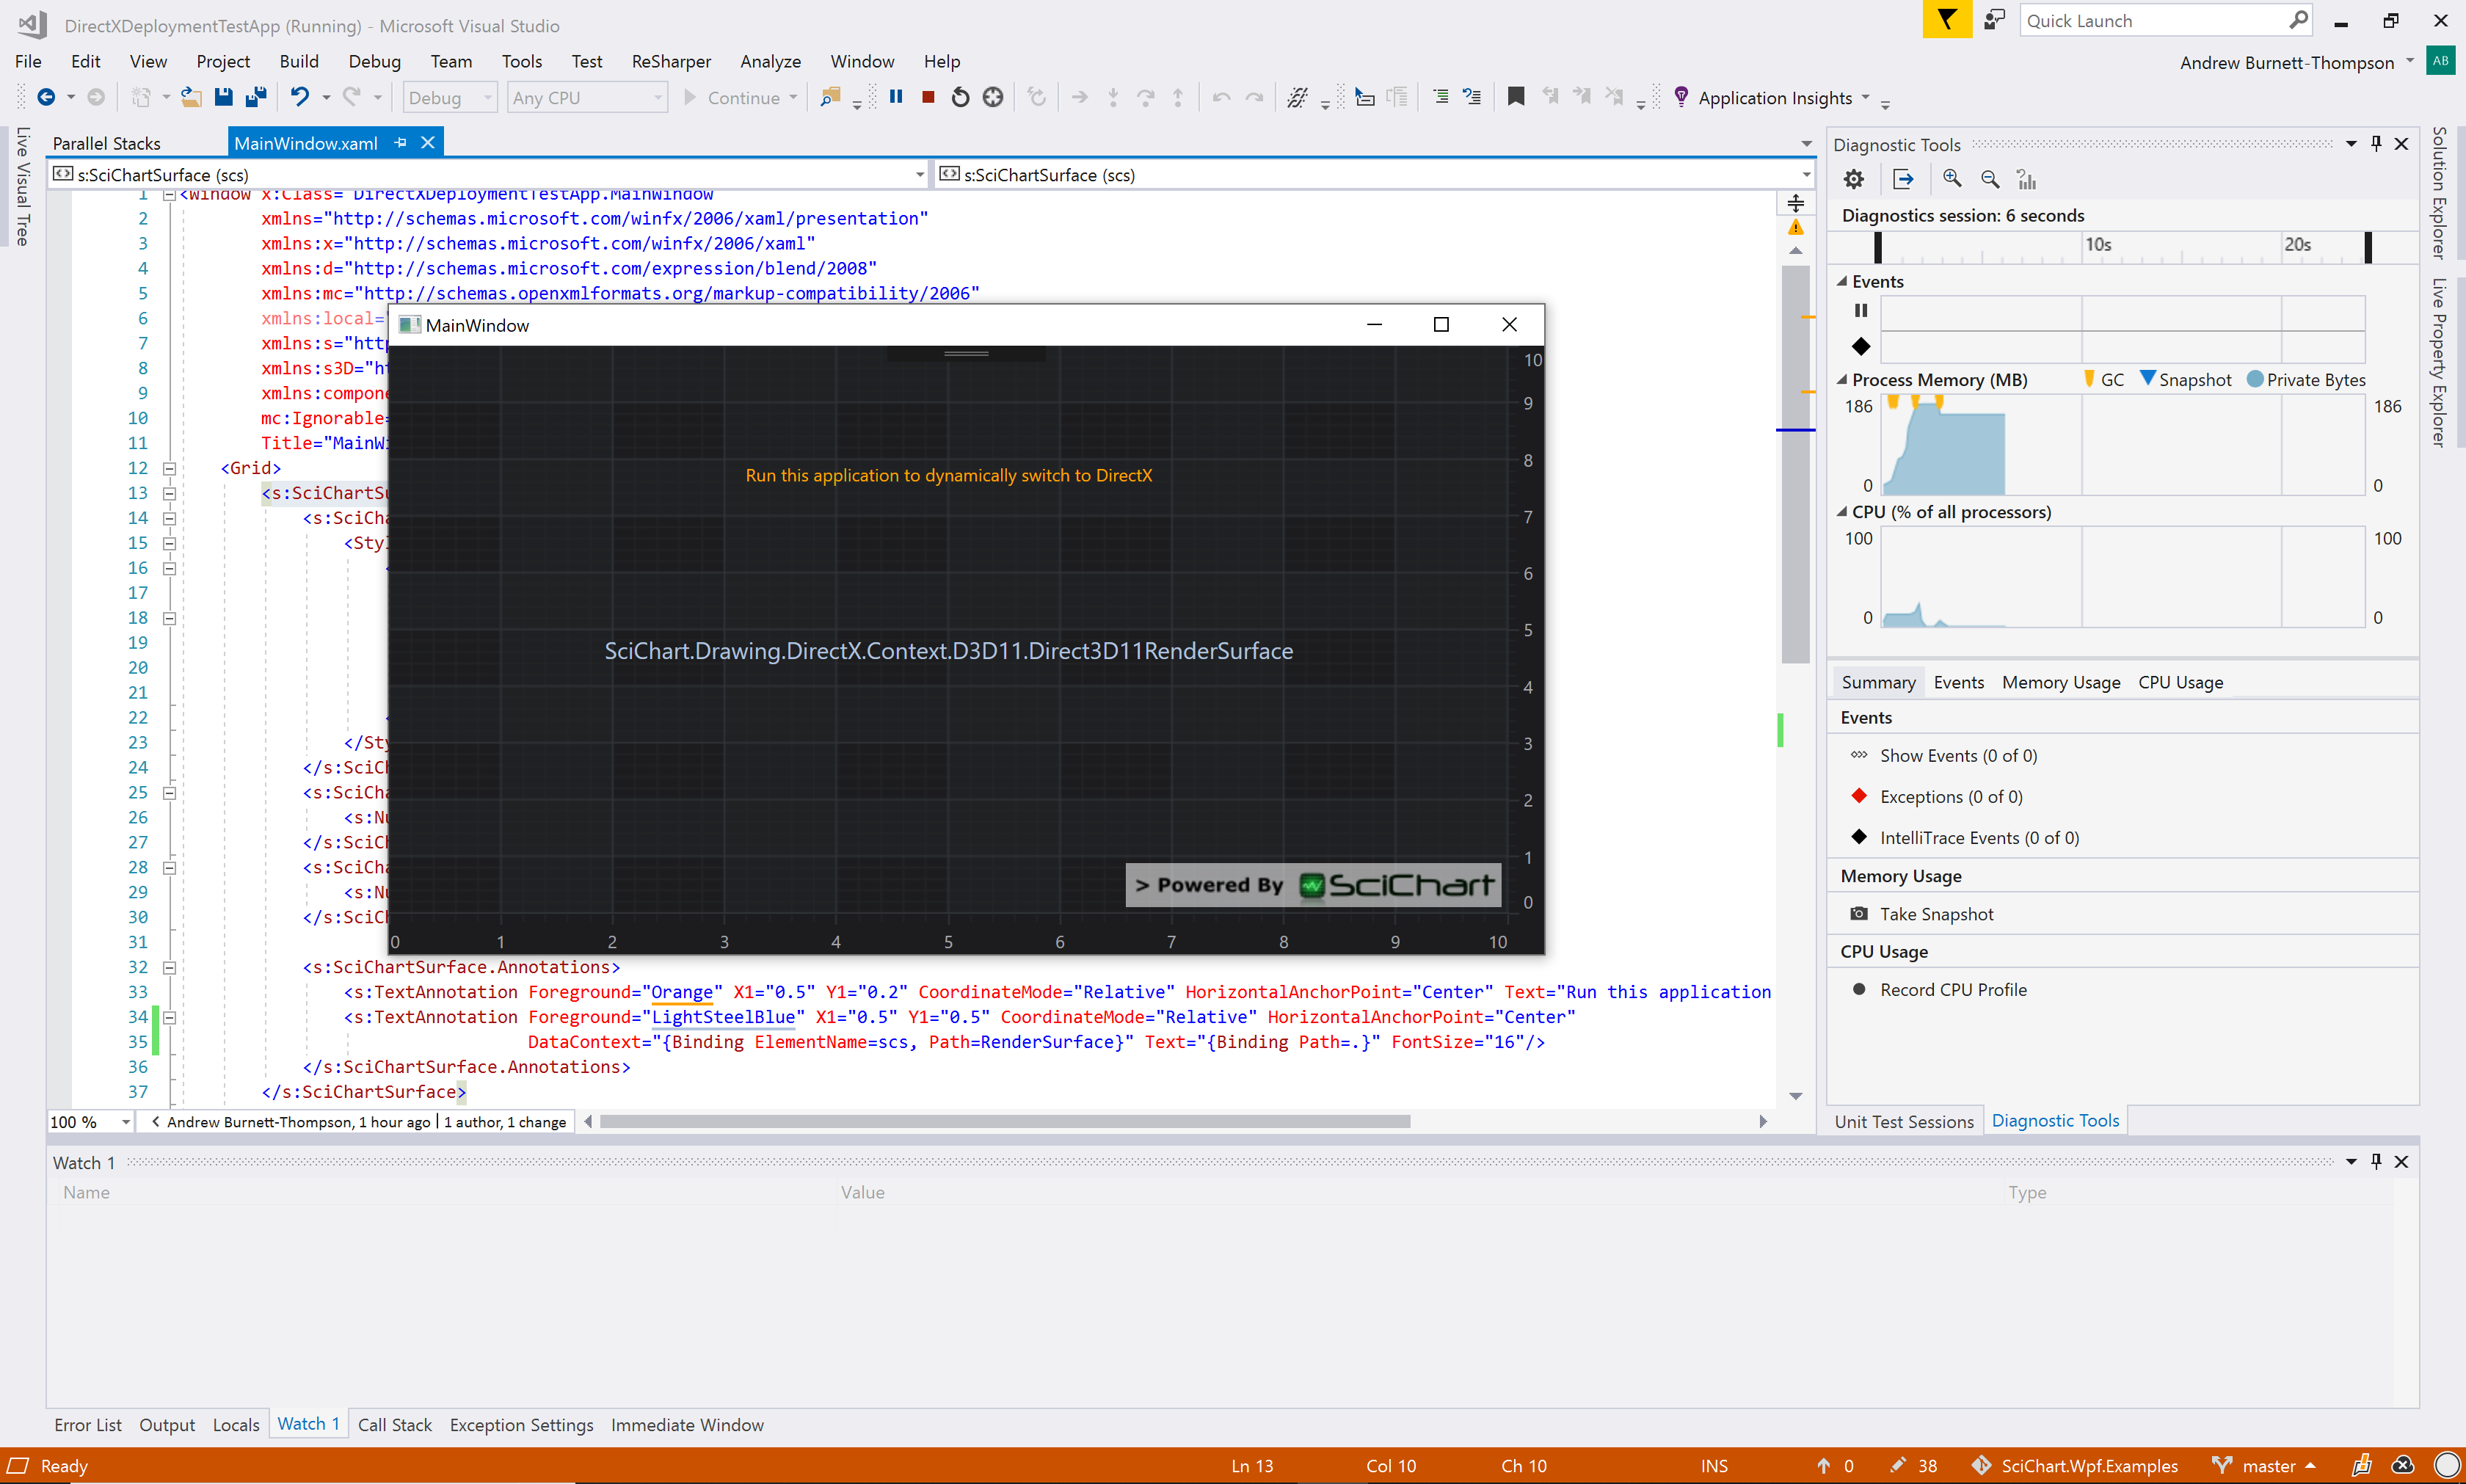 DirectXDeploymentTestApp (Running) - Microsoft Visual Studio
Quick Launch
File Edit View Project Build Debug Team Tools Test ReSharper Analyze Window Help
Andrew Burnett-Thompson AB
Debug Any CPU Continue Application Insights
Live Visual Tree
Parallel Stacks MainWindow.xaml
s:SciChartSurface (scs) s:SciChartSurface (scs)
1 <Window x:Class="DirectXDeploymentTestApp.MainWindow"
2 xmlns="http://schemas.microsoft.com/winfx/2006/xaml/presentation"
3 xmlns:x="http://schemas.microsoft.com/winfx/2006/xaml"
4 xmlns:d="http://schemas.microsoft.com/expression/blend/2008"
5 xmlns:mc="http://schemas.openxmlformats.org/markup-compatibility/2006"
6 xmlns:local="
7 xmlns:s="htt
8 xmlns:s3D="h
9 xmlns:compone
10 mc:Ignorable=
11 Title="MainWi
12 <Grid>
13 <s:SciChartSu
14 <s:SciCha
15 <Styl
16 <
17
18
19
20
21
22 <
23 </Sty
24 </s:SciCh
25 <s:SciCha
26 <s:Nu
27 </s:SciCh
28 <s:SciCha
29 <s:Nu
30 </s:SciCh
31
32 <s:SciChartSurface.Annotations>
33 <s:TextAnnotation Foreground="Orange" X1="0.5" Y1="0.2" CoordinateMode="Relative" HorizontalAnchorPoint="Center" Text="Run this application
34 <s:TextAnnotation Foreground="LightSteelBlue" X1="0.5" Y1="0.5" CoordinateMode="Relative" HorizontalAnchorPoint="Center"
35 DataContext="{Binding ElementName=scs, Path=RenderSurface}" Text="{Binding Path=.}" FontSize="16"/>
36 </s:SciChartSurface.Annotations>
37 </s:SciChartSurface>
MainWindow
Run this application to dynamically switch to DirectX
SciChart.Drawing.DirectX.Context.D3D11.Direct3D11RenderSurface
> Powered By SciChart
10
9
8
7
6
5
4
3
2
1
0
0 1 2 3 4 5 6 7 8 9 10
100 % Andrew Burnett-Thompson, 1 hour ago | 1 author, 1 change
Diagnostic Tools
Diagnostics session: 6 seconds
10s 20s
Events
Process Memory (MB) GC Snapshot Private Bytes
186 186
0 0
CPU (% of all processors)
100 100
0 0
Summary Events Memory Usage CPU Usage
Events
Show Events (0 of 0)
Exceptions (0 of 0)
IntelliTrace Events (0 of 0)
Memory Usage
Take Snapshot
CPU Usage
Record CPU Profile
Unit Test Sessions Diagnostic Tools
Solution Explorer
Live Property Explorer
Watch 1
Name Value Type
Error List Output Locals Watch 1 Call Stack Exception Settings Immediate Window
Ready Ln 13 Col 10 Ch 10 INS 0 38 SciChart.Wpf.Examples master